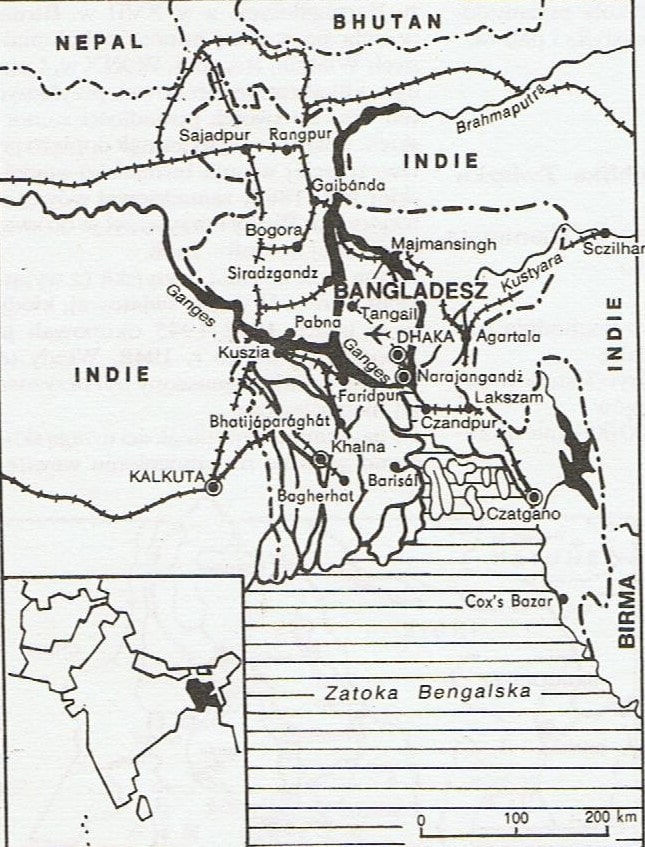 BHUTAN
NEPAL
Brahmaputra
Sajadpur
Rangpur
INDIE
Gaibánda
Bogora
Majmansingh
Sczilhar
Siradzgandz
Kustyara
BANGLADESZ
Ganges
Tangail
Pabna
DHAKA
Agartala
INDIE
Kuszia
Ganges
INDIE
Narajangandż
Faridpur
Lakszam
Bhatijáparághát
Czandpur
Khalna
KALKUTA
Barisál
Bagherhat
Czatgano
Cox's Bazar
BIRMA
Zatoka Bengalska
0 100 200 km